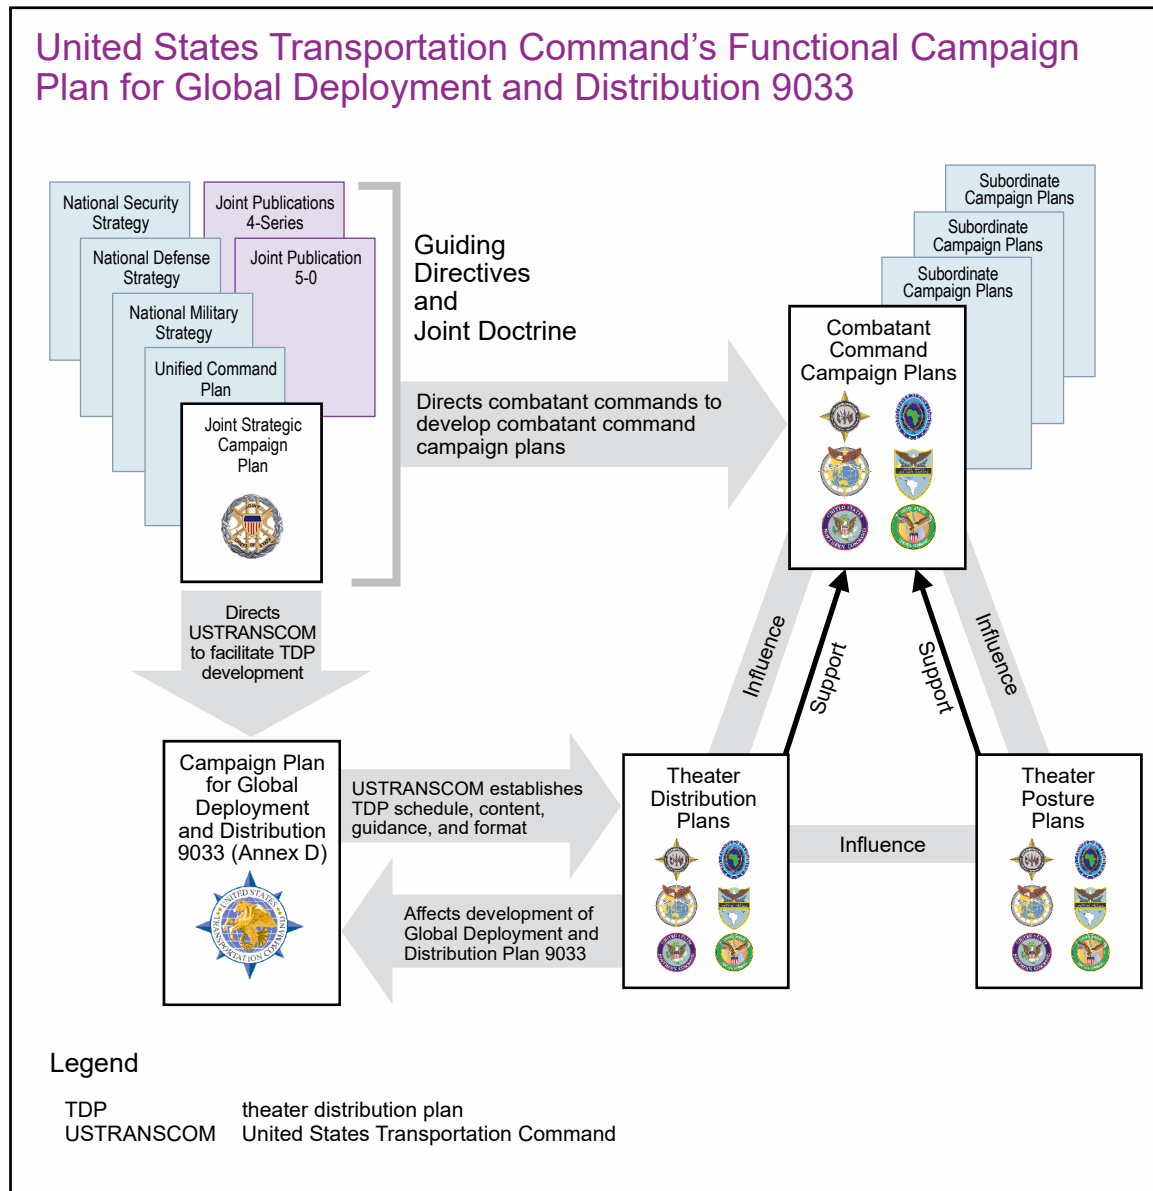 United States Transportation Command’s Functional Campaign
Plan for Global Deployment and Distribution 9033
National Security
Strategy
National Defense
Strategy
National Military
Strategy
Unified Command
Plan
Joint Strategic
Campaign
Plan
Joint Publications
4-Series
Joint Publication
5-0
Guiding
Directives
and
Joint Doctrine
Directs combatant commands to
develop combatant command
campaign plans
Subordinate
Campaign Plans
Subordinate
Campaign Plans
Subordinate
Campaign Plans
Combatant
Command
Campaign Plans
Directs
USTRANSCOM
to facilitate TDP
development
Influence
Support
Support
Influence
Campaign Plan
for Global
Deployment
and Distribution
9033 (Annex D)
UNITED STATES
TRANSPORTATION COMMAND
USTRANSCOM establishes
TDP schedule, content,
guidance, and format
Affects development of
Global Deployment and
Distribution Plan 9033
Theater
Distribution
Plans
Influence
Theater
Posture
Plans
Legend
TDP theater distribution plan
USTRANSCOM United States Transportation Command